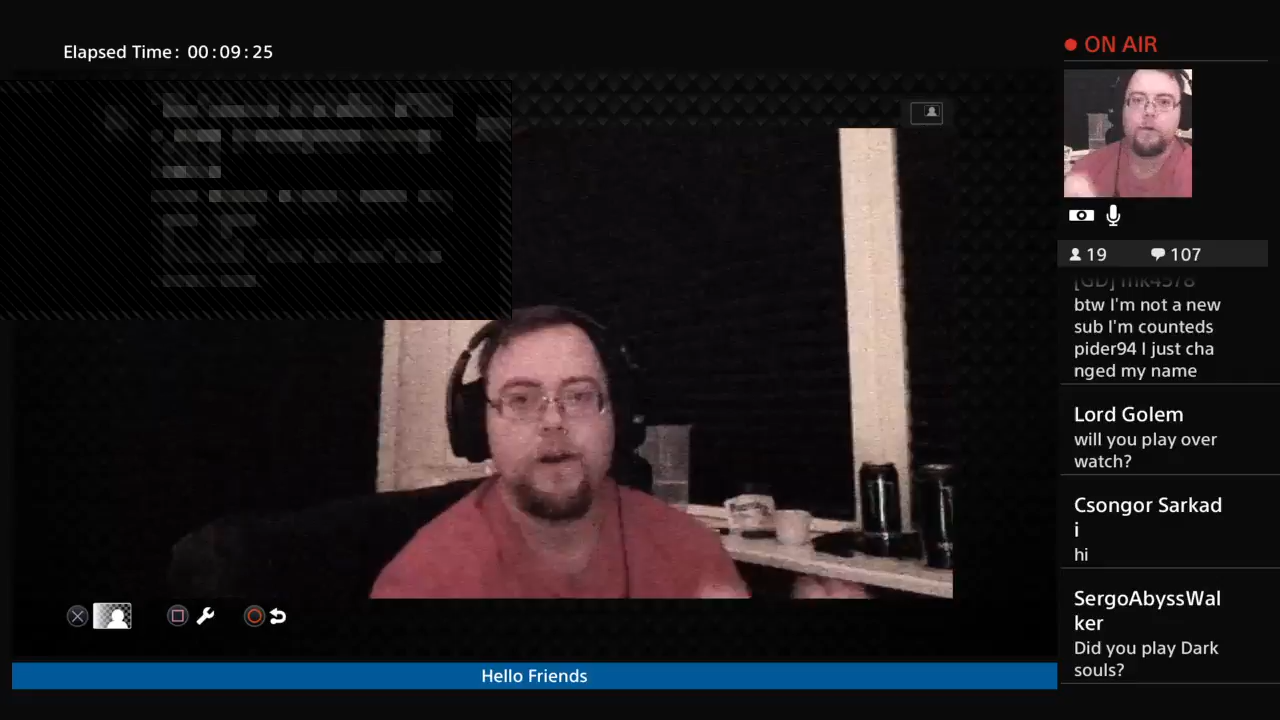 Elapsed Time: 00:09:25
ON AIR
19 107
[GD] mk4578
btw I'm not a new
sub I'm counteds
pider94 I just cha
nged my name
Lord Golem
will you play over
watch?
Csongor Sarkad
i
hi
SergoAbyssWal
ker
Did you play Dark
souls?
Hello Friends